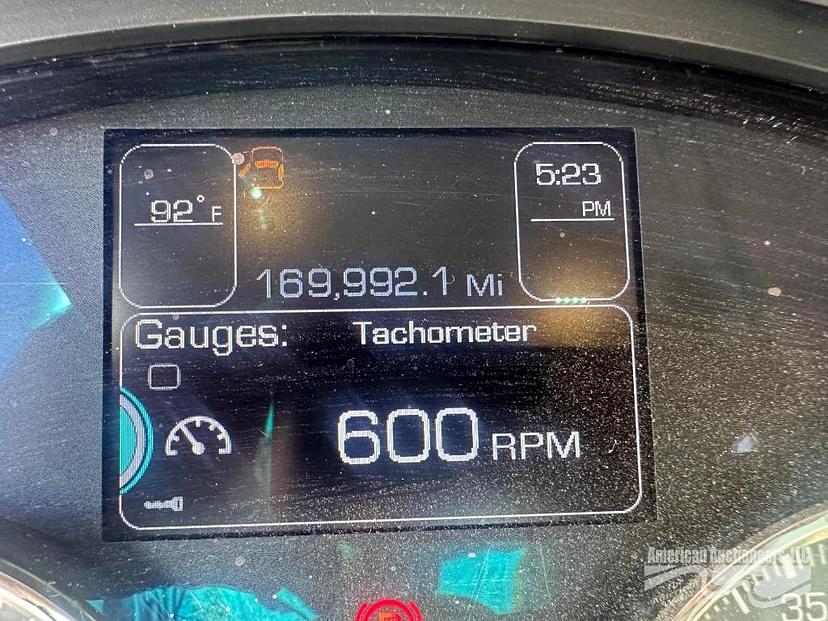 92° F
5:23
PM
169,992.1 Mi
Gauges: Tachometer
600 RPM
American Auctioneers LLC
35